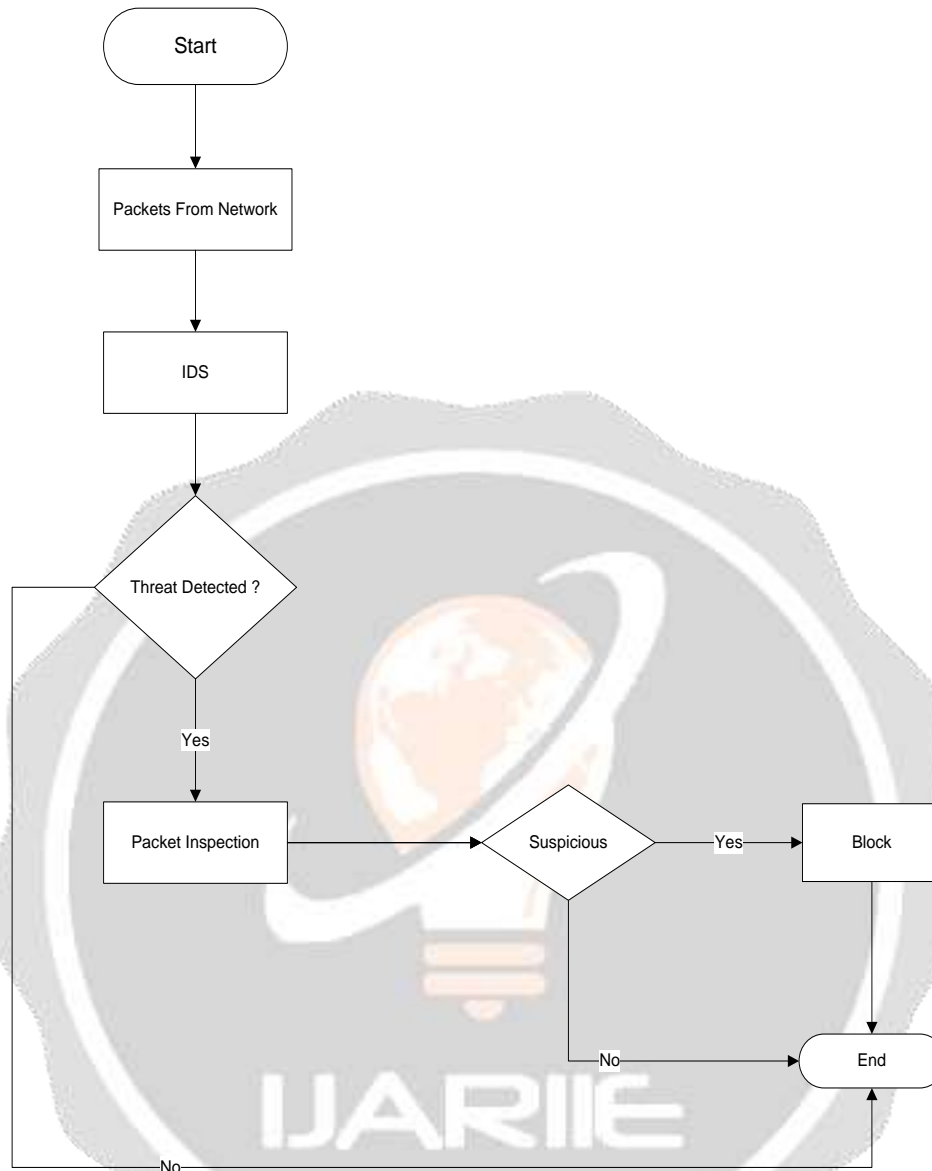 Start
Packets From Network
IDS
Threat Detected ?
Yes
Packet Inspection
Suspicious
Yes
Block
No
End
IJARIIE
No